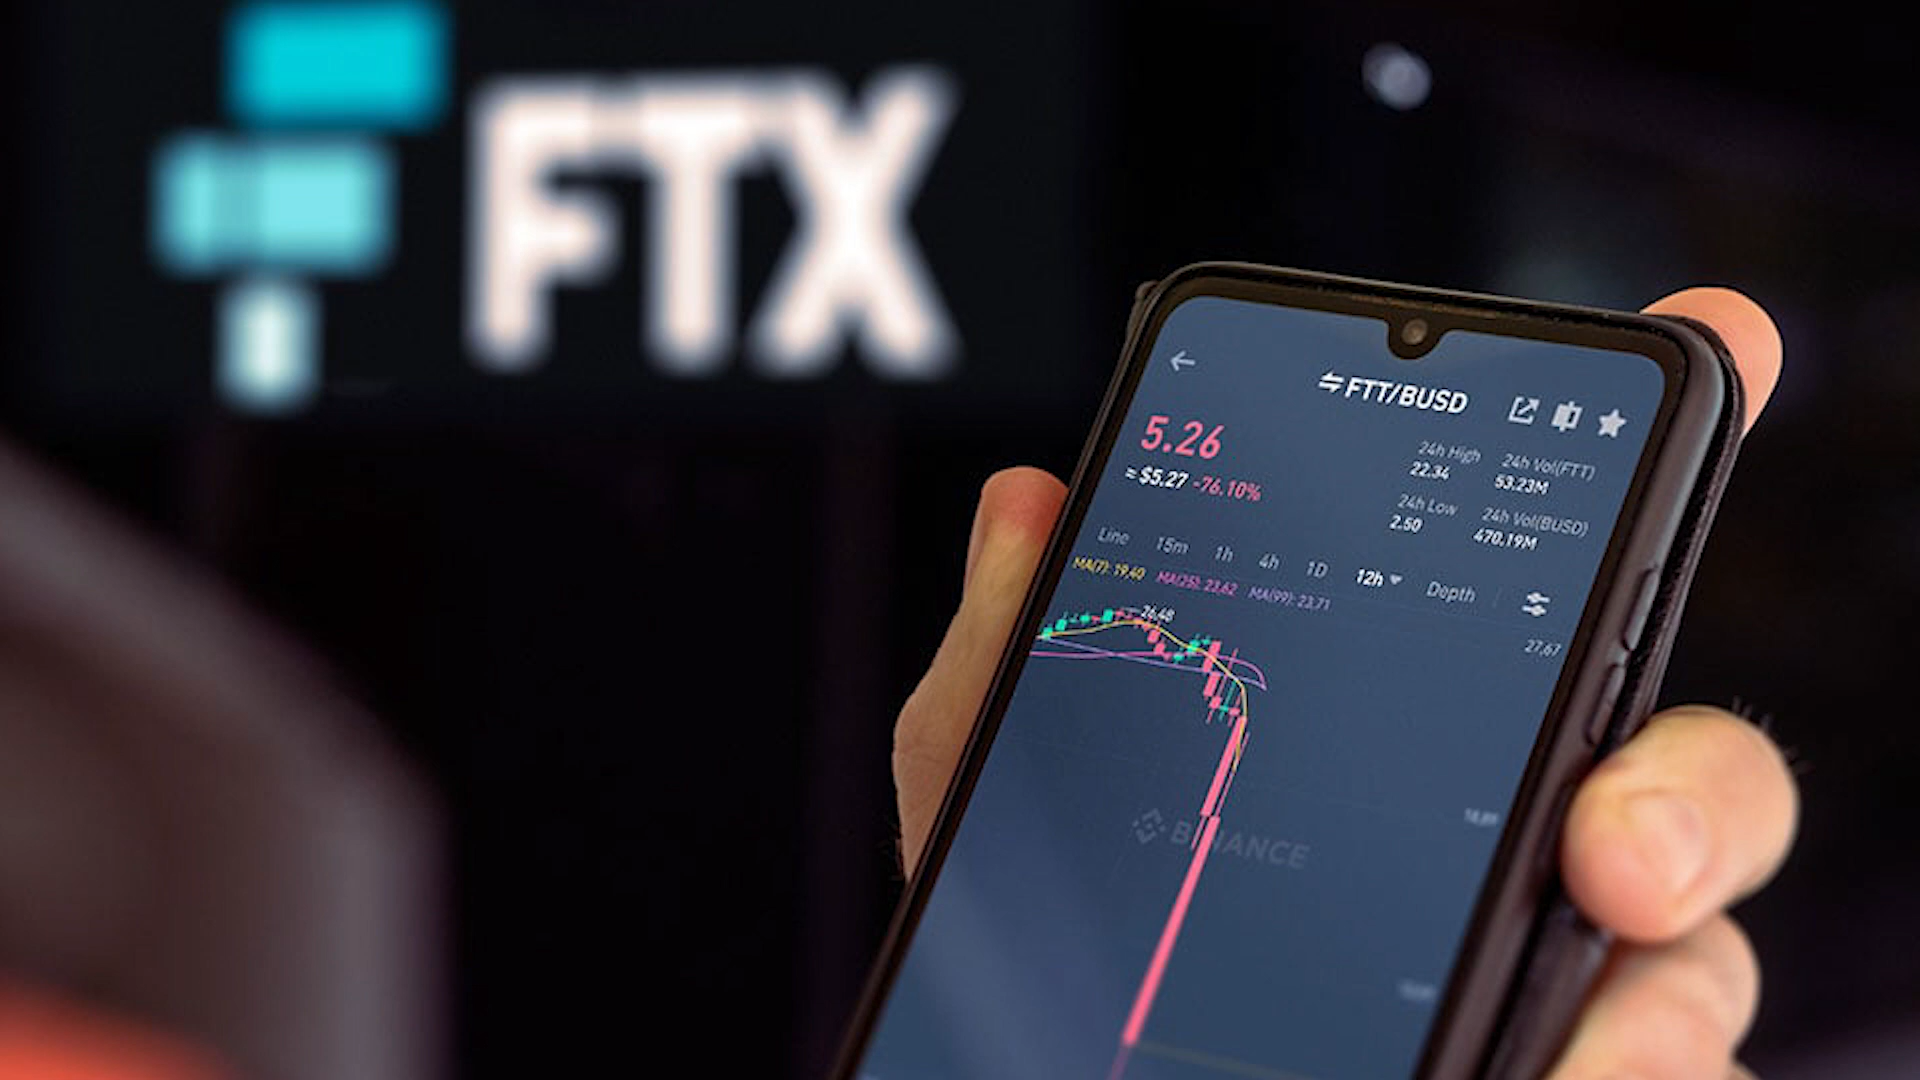 FTX
FTT/BUSD
5.26
≈ $5.27 -76.10%
24h High
22.34
24h Vol(FTT)
53.23M
24h Low
2.50
24h Vol(BUSD)
470.19M
Line 15m 1h 4h 1D 12h Depth
MA(7): 19,40 MA(25): 23,62 MA(99): 23,71
26,48
27,67
BINANCE